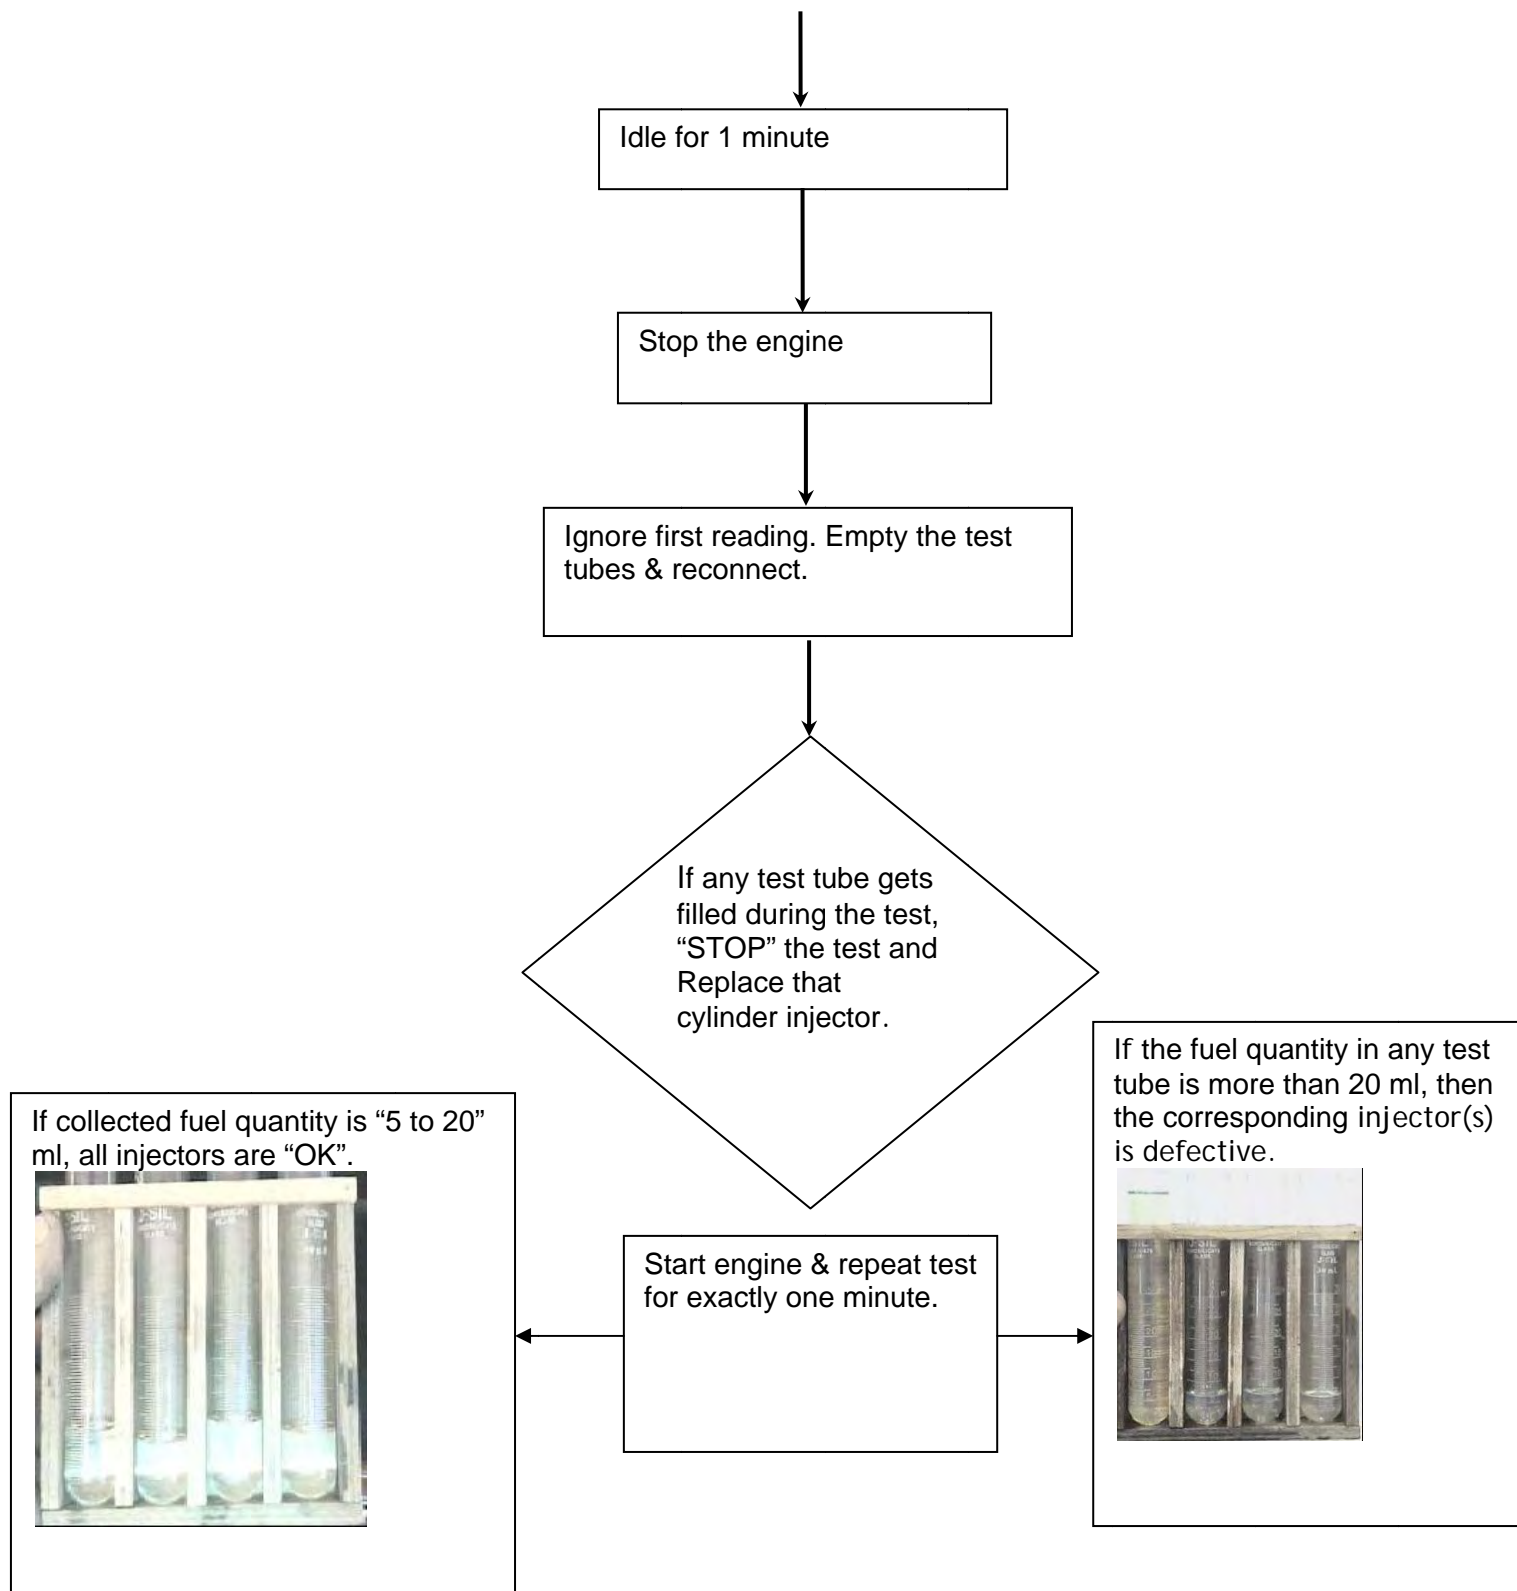 Idle for 1 minute
Stop the engine
Ignore first reading. Empty the test
tubes & reconnect.
If any test tube gets
filled during the test,
“STOP” the test and
Replace that
cylinder injector.
If the fuel quantity in any test
tube is more than 20 ml, then
the corresponding injector(s)
is defective.
If collected fuel quantity is “5 to 20”
ml, all injectors are “OK”.
Start engine & repeat test
for exactly one minute.
J-SIL
J-SIL